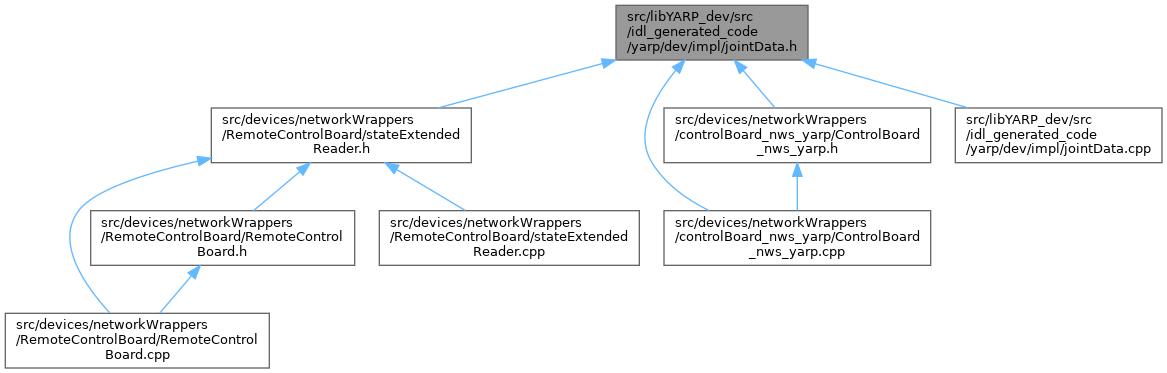 src/libYARP_dev/src
/idl_generated_code
/yarp/dev/impl/jointData.h
src/devices/networkWrappers
/RemoteControlBoard/stateExtended
Reader.h
src/devices/networkWrappers
/controlBoard_nws_yarp/ControlBoard
_nws_yarp.h
src/libYARP_dev/src
/idl_generated_code
/yarp/dev/impl/jointData.cpp
src/devices/networkWrappers
/RemoteControlBoard/RemoteControl
Board.h
src/devices/networkWrappers
/RemoteControlBoard/stateExtended
Reader.cpp
src/devices/networkWrappers
/controlBoard_nws_yarp/ControlBoard
_nws_yarp.cpp
src/devices/networkWrappers
/RemoteControlBoard/RemoteControl
Board.cpp